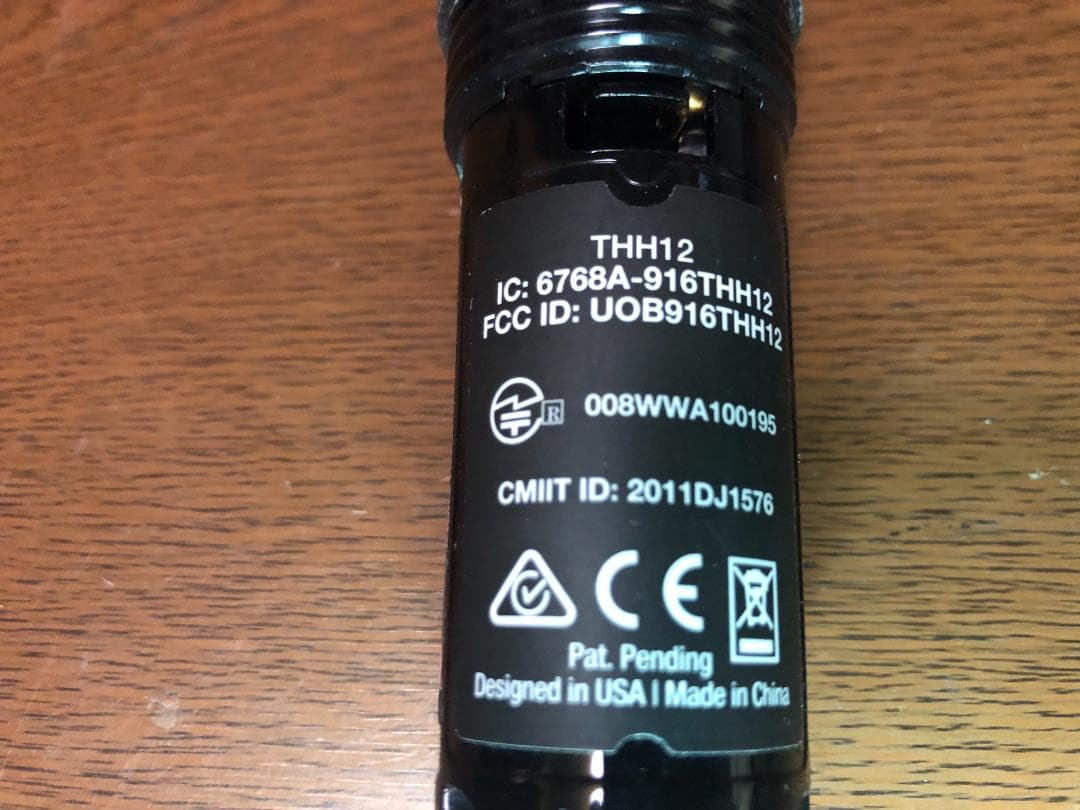 THH12
IC: 6768A-916THH12
FCC ID: UOB916THH12
R 008WWA100195
CMIIT ID: 2011DJ1576
CE
Pat. Pending
Designed in USA | Made in China